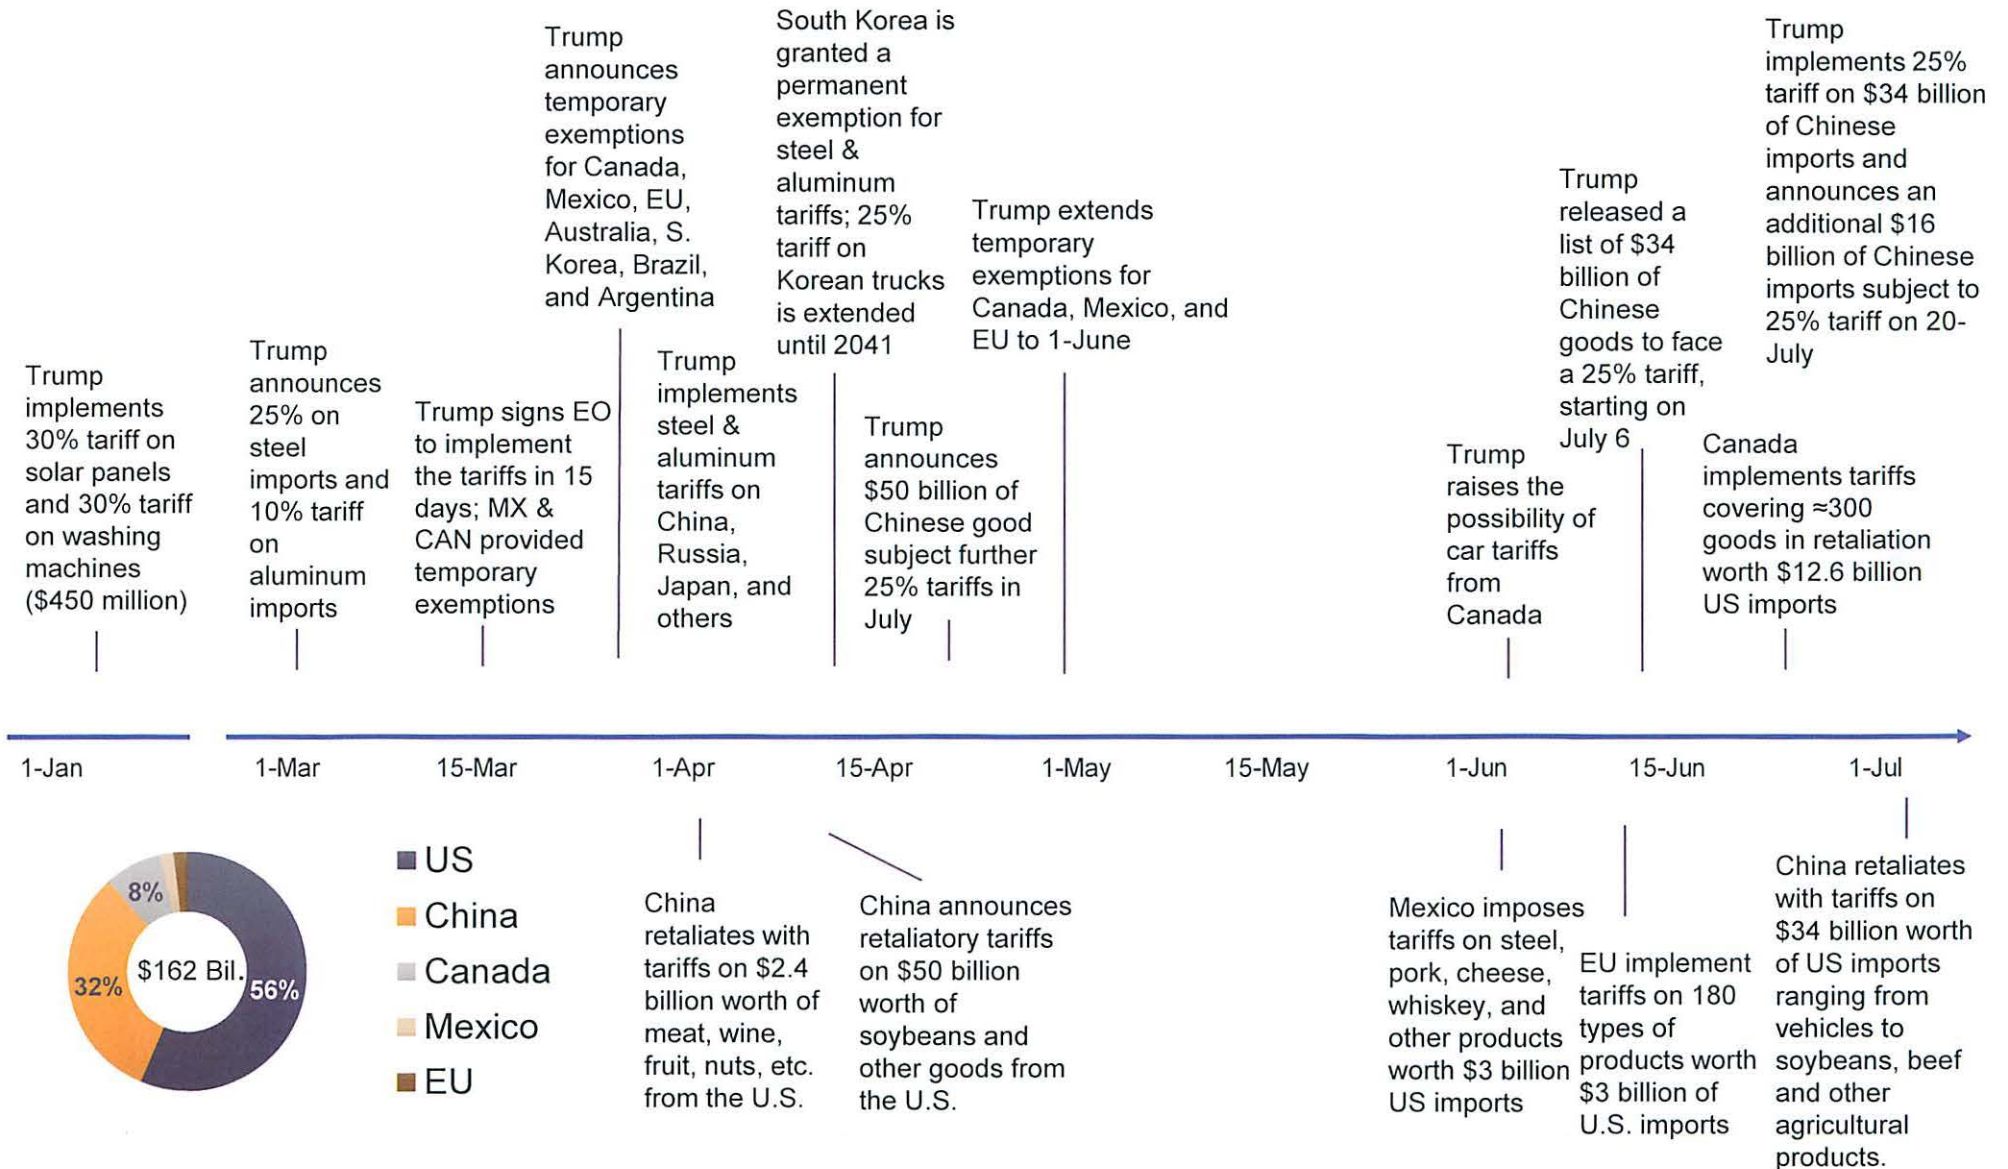 Trump
implements
30% tariff on
solar panels
and 30% tariff
on washing
machines
($450 million)
Trump
announces
25% on
steel
imports and
10% tariff
on
aluminum
imports
Trump signs EO
to implement
the tariffs in 15
days; MX &
CAN provided
temporary
exemptions
Trump
announces
temporary
exemptions
for Canada,
Mexico, EU,
Australia, S.
Korea, Brazil,
and Argentina
Trump
implements
steel &
aluminum
tariffs on
China,
Russia,
Japan, and
others
South Korea is
granted a
permanent
exemption for
steel &
aluminum
tariffs; 25%
tariff on
Korean trucks
is extended
until 2041
Trump
announces
$50 billion of
Chinese good
subject further
25% tariffs in
July
Trump extends
temporary
exemptions for
Canada, Mexico, and
EU to 1-June
Trump
raises the
possibility of
car tariffs
from
Canada
Trump
released a
list of $34
billion of
Chinese
goods to face
a 25% tariff,
starting on
July 6
Canada
implements tariffs
covering ≈300
goods in retaliation
worth $12.6 billion
US imports
Trump
implements 25%
tariff on $34 billion
of Chinese
imports and
announces an
additional $16
billion of Chinese
imports subject to
25% tariff on 20-
July
1-Jan
1-Mar
15-Mar
1-Apr
15-Apr
1-May
15-May
1-Jun
15-Jun
1-Jul
8%
32%
$162 Bil.
56%
US
China
Canada
Mexico
EU
China
retaliates with
tariffs on $2.4
billion worth of
meat, wine,
fruit, nuts, etc.
from the U.S.
China announces
retaliatory tariffs
on $50 billion
worth of
soybeans and
other goods from
the U.S.
Mexico imposes
tariffs on steel,
pork, cheese,
whiskey, and
other products
worth $3 billion
US imports
EU implement
tariffs on 180
types of
products worth
$3 billion of
U.S. imports
China retaliates
with tariffs on
$34 billion worth
of US imports
ranging from
vehicles to
soybeans, beef
and other
agricultural
products.